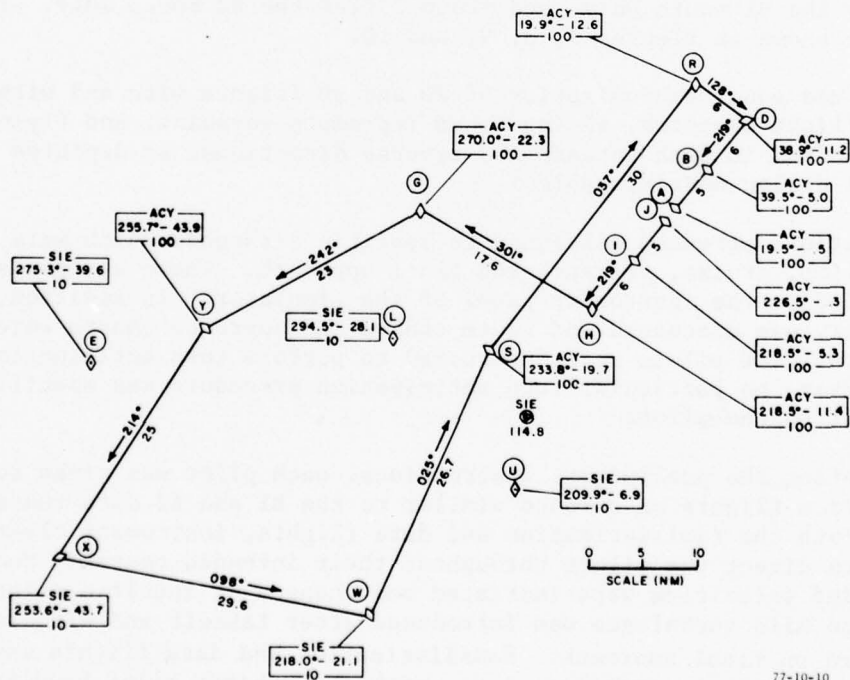 ACY
19.9° - 12.6
100
R
128°
6
D
219°
6
B
ACY
38.9° - 11.2
100
ACY
270.0° - 22.3
100
037°
30
5
A
39.5° - 5.0
100
G
J
ACY
255.7° - 43.9
100
242°
23
301°
17.6
I
5
19.5° - .3
100
SIE
275.3° - 39.6
10
219°
6
226.5° - .3
100
Y
SIE
294.5° - 28.1
10
L
H
E
S
ACY
233.8° - 19.7
100
218.5° - 5.3
100
SIE
114.8
ACY
218.5° - 11.4
100
214°
25
025°
26.7
U
SIE
209.9° - 6.9
10
X
0 10
SCALE (NM)
098°
29.6
W
SIE
253.6° - 43.7
10
SIE
218.0° - 21.1
10
77-10-10